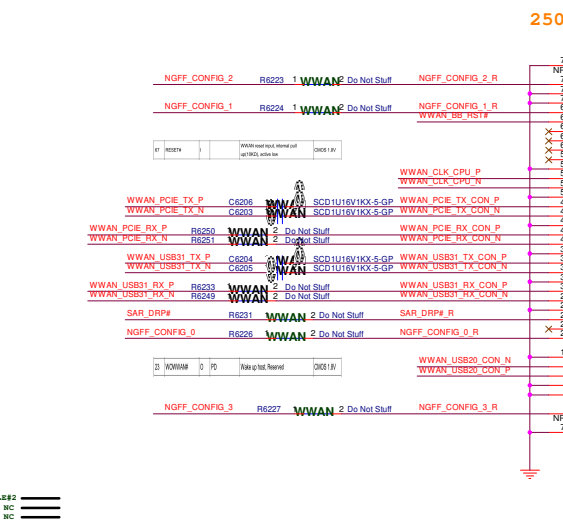 250
NGFF_CONFIG_2 R6223 1 WWAN 2 Do Not Stuff NGFF_CONFIG_2_R
NGFF_CONFIG_1 R6224 1 WWAN 2 Do Not Stuff NGFF_CONFIG_1_R
WWAN_BB_RST#
67 RESET# I WWAN reset input, internal pull up(10KΩ), active low CMOS 1.8V
WWAN_CLK_CPU_P
WWAN_CLK_CPU_N
WWAN_PCIE_TX_P C6206 WWAN SCD1U16V1KX-5-GP WWAN_PCIE_TX_CON_P
WWAN_PCIE_TX_N C6203 WWAN SCD1U16V1KX-5-GP WWAN_PCIE_TX_CON_N
WWAN_PCIE_RX_P R6250 WWAN 2 Do Not Stuff WWAN_PCIE_RX_CON_P
WWAN_PCIE_RX_N R6251 WWAN 2 Do Not Stuff WWAN_PCIE_RX_CON_N
WWAN_USB31_TX_P C6204 WWAN SCD1U16V1KX-5-GP WWAN_USB31_TX_CON_P
WWAN_USB31_TX_N C6205 WWAN SCD1U16V1KX-5-GP WWAN_USB31_TX_CON_N
WWAN_USB31_RX_P R6233 WWAN 2 Do Not Stuff WWAN_USB31_RX_CON_P
WWAN_USB31_RX_N R6249 WWAN 2 Do Not Stuff WWAN_USB31_RX_CON_N
SAR_DRP# R6231 1 WWAN 2 Do Not Stuff SAR_DRP#_R
NGFF_CONFIG_0 R6226 1 WWAN 2 Do Not Stuff NGFF_CONFIG_0_R
23 WOWWAN# O PD Wake up host, Reserved CMOS 1.8V
WWAN_USB20_CON_N
WWAN_USB20_CON_P
NGFF_CONFIG_3 R6227 1 WWAN 2 Do Not Stuff NGFF_CONFIG_3_R
NC
NC